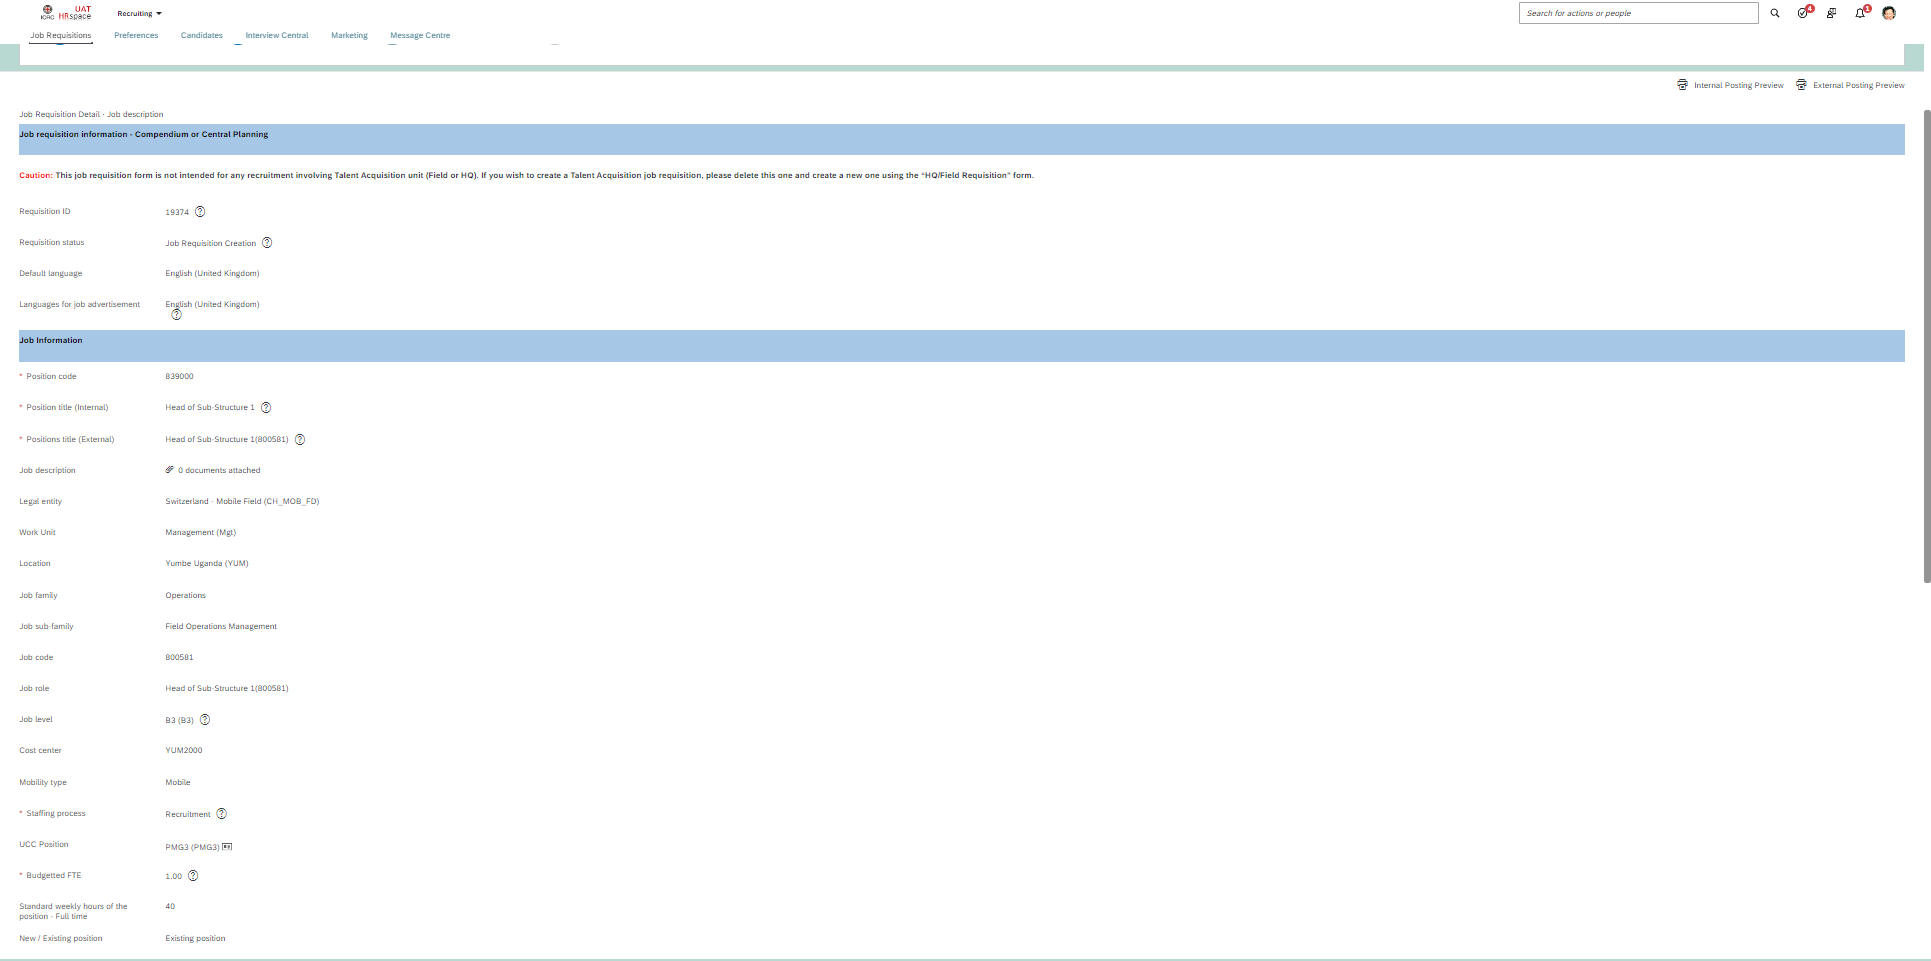 ICRC
UAT
HRspace
Recruiting
Search for actions or people
4
1
Job Requisitions
Preferences
Candidates
Interview Central
Marketing
Message Centre
Internal Posting Preview
External Posting Preview
Job Requisition Detail - Job description
Job requisition information - Compendium or Central Planning
Caution: This job requisition form is not intended for any recruitment involving Talent Acquisition unit (Field or HQ). If you wish to create a Talent Acquisition job requisition, please delete this one and create a new one using the "HQ/Field Requisition" form.
Requisition ID 19374
Requisition status Job Requisition Creation
Default language English (United Kingdom)
Languages for job advertisement English (United Kingdom)
Job Information
* Position code 839000
* Position title (Internal) Head of Sub-Structure 1
* Positions title (External) Head of Sub-Structure 1(800581)
Job description 0 documents attached
Legal entity Switzerland - Mobile Field (CH_MOB_FD)
Work Unit Management (Mgt)
Location Yumbe Uganda (YUM)
Job family Operations
Job sub-family Field Operations Management
Job code 800581
Job role Head of Sub-Structure 1(800581)
Job level B3 (B3)
Cost center YUM2000
Mobility type Mobile
* Staffing process Recruitment
UCC Position PMG3 (PMG3)
* Budgetted FTE 1.00
Standard weekly hours of the 40
position - Full time
New / Existing position Existing position